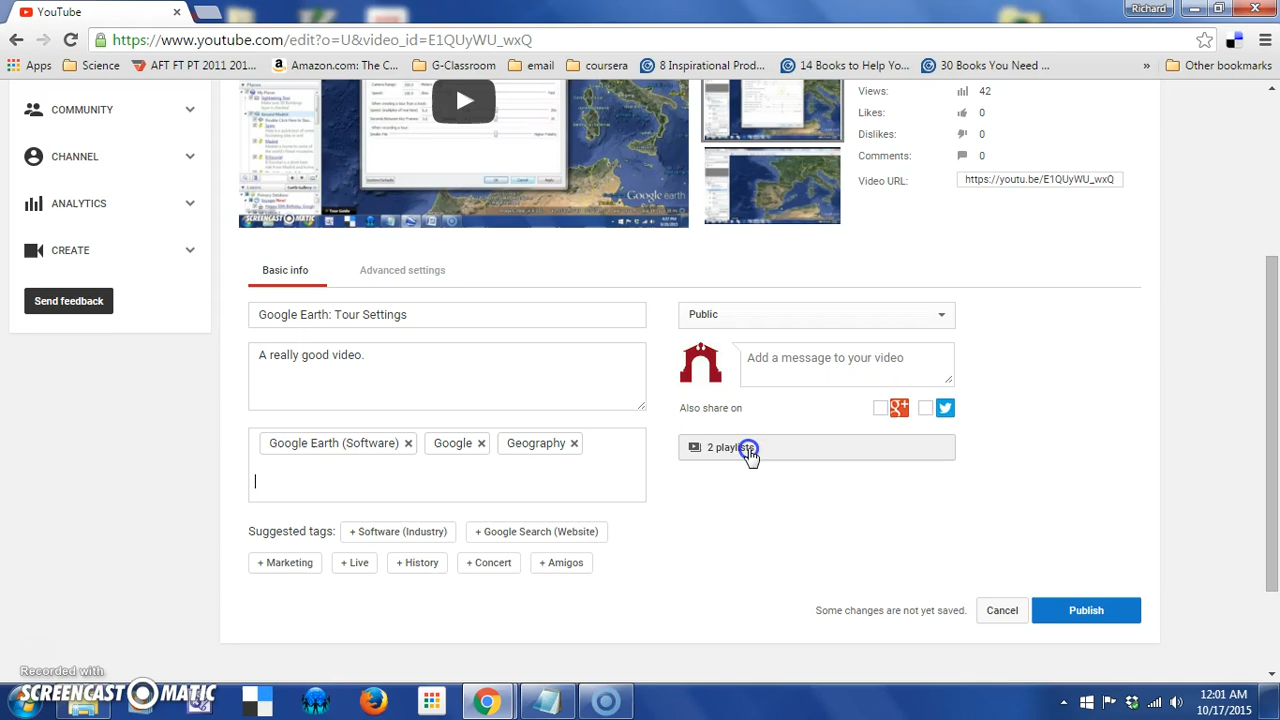 YouTube
Richard
https://www.youtube.com/edit?o=U&video_id=E1QUyWU_wxQ
Apps Science AFT FT PT 2011 201... Amazon.com: The C... G-Classroom email coursera 8 Inspirational Prod... 14 Books to Help Yo... 10 Books You Need ... » Other bookmarks
COMMUNITY
CHANNEL
ANALYTICS
CREATE
Send feedback
Google earth
Views:
Likes:
Dislikes:
Comments:
Video URL: https://youtu.be/E1QUyWU_wxQ
Basic info Advanced settings
Google Earth: Tour Settings
A really good video.
Google Earth (Software) × Google × Geography ×
Suggested tags: + Software (Industry) + Google Search (Website)
+ Marketing + Live + History + Concert + Amigos
Public
Add a message to your video
Also share on
2 playlists
Some changes are not yet saved. Cancel Publish
Recorded with
SCREENCAST MATIC
12:01 AM
10/17/2015